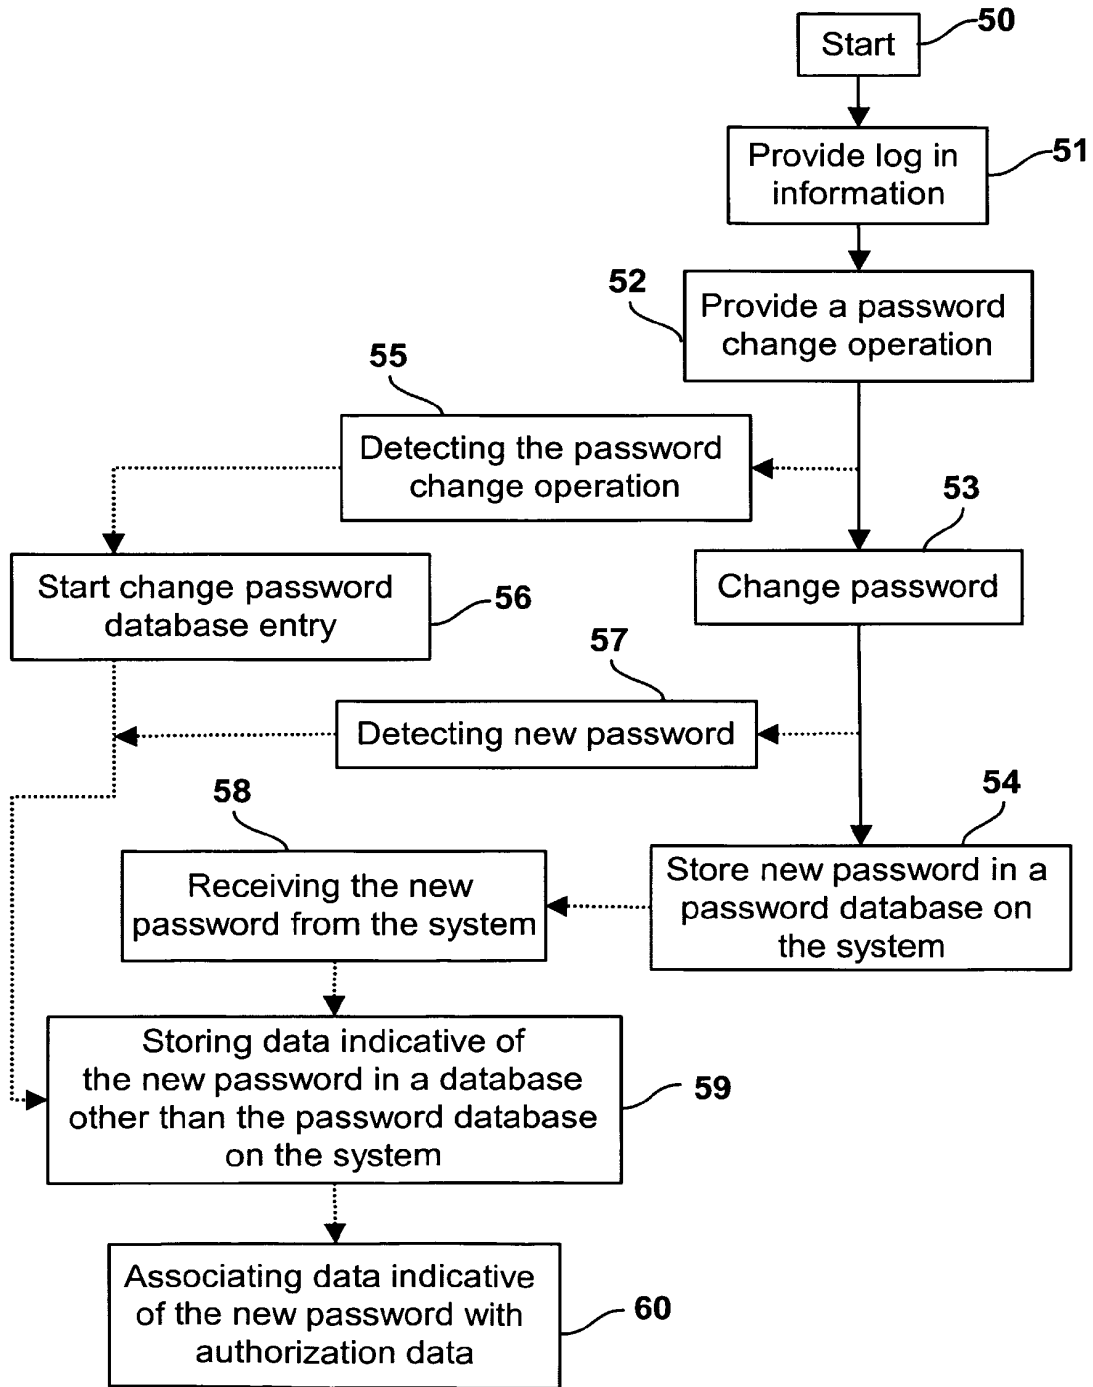 50
Start
51
Provide log in
information
52
Provide a password
change operation
55
Detecting the password
change operation
53
Change password
Start change password
database entry
56
57
Detecting new password
54
Store new password in a
password database on
the system
58
Receiving the new
password from the system
Storing data indicative of
the new password in a database
other than the password database
on the system
59
Associating data indicative
of the new password with
authorization data
60